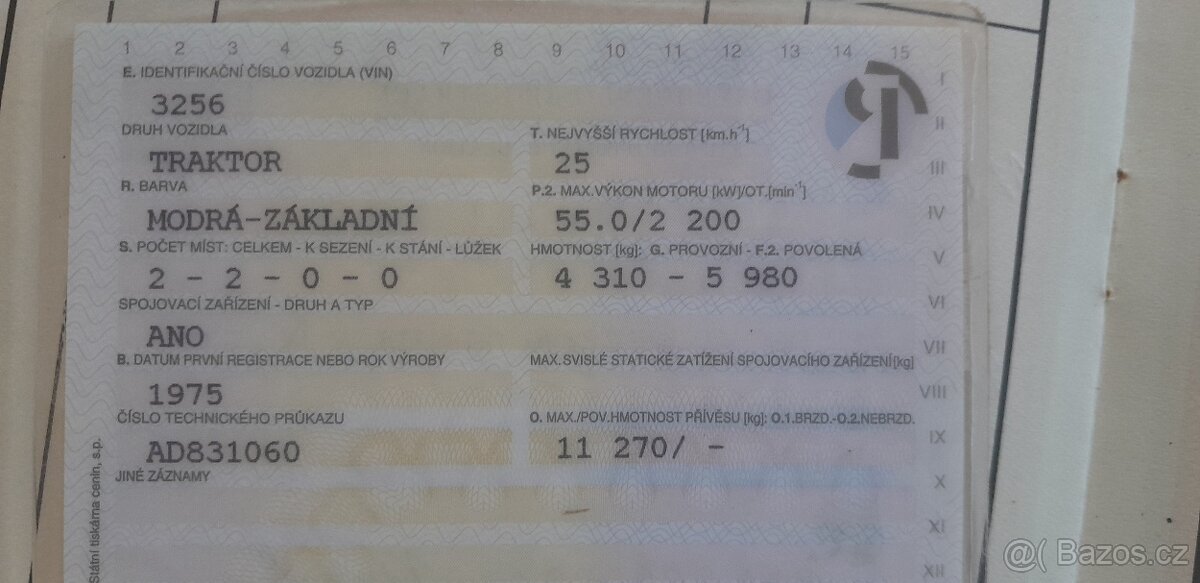 1 2 3 4 5 6 7 8 9 10 11 12 13 14 15
E. IDENTIFIKAČNÍ ČÍSLO VOZIDLA (VIN)
I
3256
DRUH VOZIDLA
T. NEJVYŠŠÍ RYCHLOST [km.h⁻¹]
II
TRAKTOR
25
III
R. BARVA
P.2. MAX.VÝKON MOTORU [kW]/OT.[min⁻¹]
MODRÁ-ZÁKLADNÍ
55.0/2 200
IV
S. POČET MÍST: CELKEM - K SEZENÍ - K STÁNÍ - LŮŽEK
HMOTNOST [kg]: G. PROVOZNÍ - F.2. POVOLENÁ
V
2 - 2 - 0 - 0
4 310 - 5 980
SPOJOVACÍ ZAŘÍZENÍ - DRUH A TYP
VI
ANO
VII
B. DATUM PRVNÍ REGISTRACE NEBO ROK VÝROBY
MAX.SVISLÉ STATICKÉ ZATÍŽENÍ SPOJOVACÍHO ZAŘÍZENÍ[kg]
1975
VIII
ČÍSLO TECHNICKÉHO PRŮKAZU
O. MAX./POV.HMOTNOST PŘÍVĚSU [kg]: O.1.BRZD.-O.2.NEBRZD.
AD831060
11 270/ -
IX
JINÉ ZÁZNAMY
X
XI
XII
Státní tiskárna cenin, s.p.
@( Bazos.cz